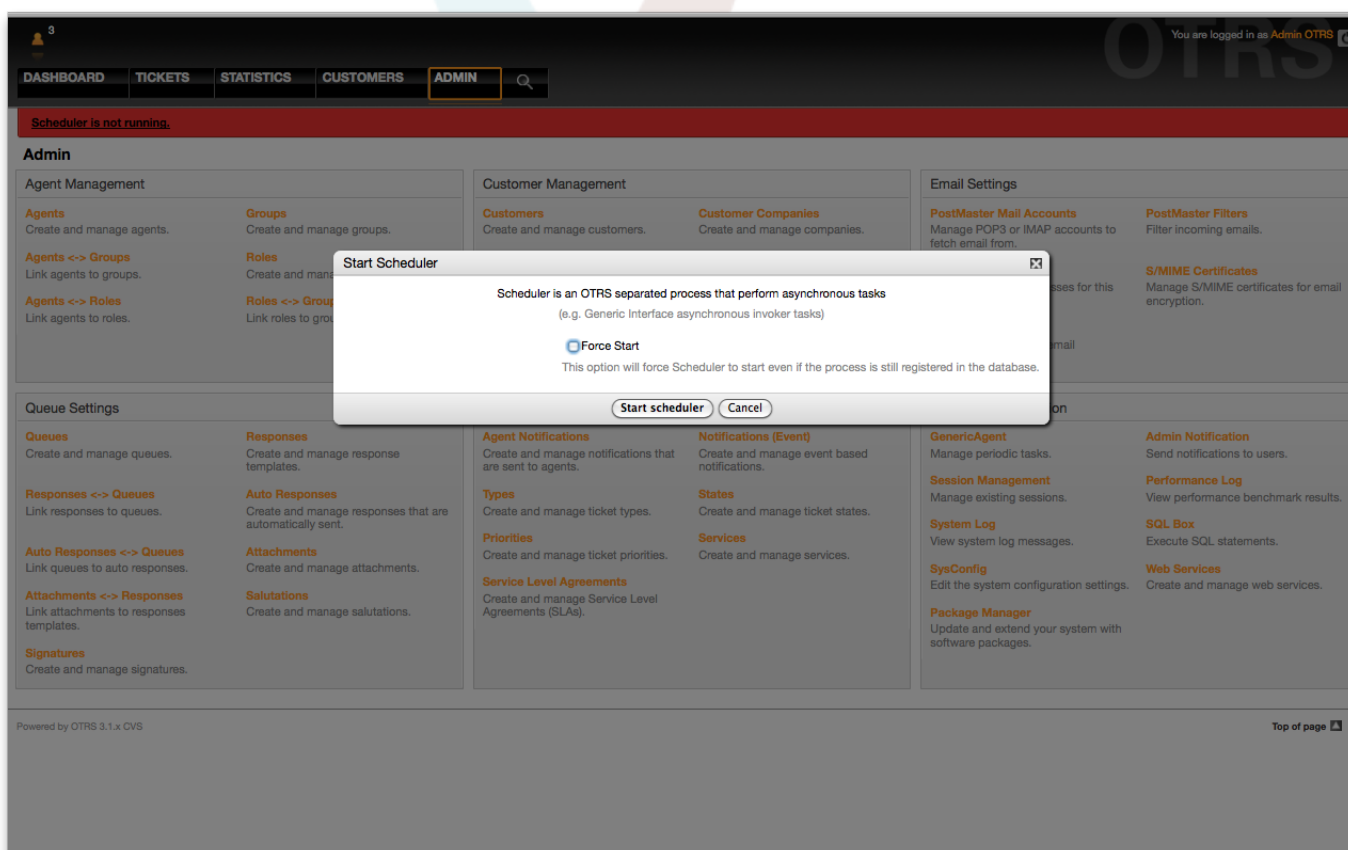 3
OTRS
You are logged in as Admin OTRS
DASHBOARD
TICKETS
STATISTICS
CUSTOMERS
ADMIN
Scheduler is not running.
Admin
Agent Management
Agents
Create and manage agents.
Groups
Create and manage groups.
Agents <-> Groups
Link agents to groups.
Roles
Create and mana
Agents <-> Roles
Link agents to roles.
Roles <-> Group
Link roles to grou
Customer Management
Customers
Create and manage customers.
Customer Companies
Create and manage companies.
Email Settings
PostMaster Mail Accounts
Manage POP3 or IMAP accounts to
fetch email from.
PostMaster Filters
Filter incoming emails.
sses for this
S/MIME Certificates
Manage S/MIME certificates for email
encryption.
email
Start Scheduler
Scheduler is an OTRS separated process that perform asynchronous tasks
(e.g. Generic Interface asynchronous invoker tasks)
Force Start
This option will force Scheduler to start even if the process is still registered in the database.
Start scheduler
Cancel
Queue Settings
Queues
Create and manage queues.
Responses
Create and manage response
templates.
Responses <-> Queues
Link responses to queues.
Auto Responses
Create and manage responses that are
automatically sent.
Auto Responses <-> Queues
Link queues to auto responses.
Attachments
Create and manage attachments.
Attachments <-> Responses
Link attachments to responses
templates.
Salutations
Create and manage salutations.
Signatures
Create and manage signatures.
Agent Notifications
Create and manage notifications that
are sent to agents.
Notifications (Event)
Create and manage event based
notifications.
Types
Create and manage ticket types.
States
Create and manage ticket states.
Priorities
Create and manage ticket priorities.
Services
Create and manage services.
Service Level Agreements
Create and manage Service Level
Agreements (SLAs).
on
GenericAgent
Manage periodic tasks.
Admin Notification
Send notifications to users.
Session Management
Manage existing sessions.
Performance Log
View performance benchmark results.
System Log
View system log messages.
SQL Box
Execute SQL statements.
SysConfig
Edit the system configuration settings.
Web Services
Create and manage web services.
Package Manager
Update and extend your system with
software packages.
Powered by OTRS 3.1.x CVS
Top of page